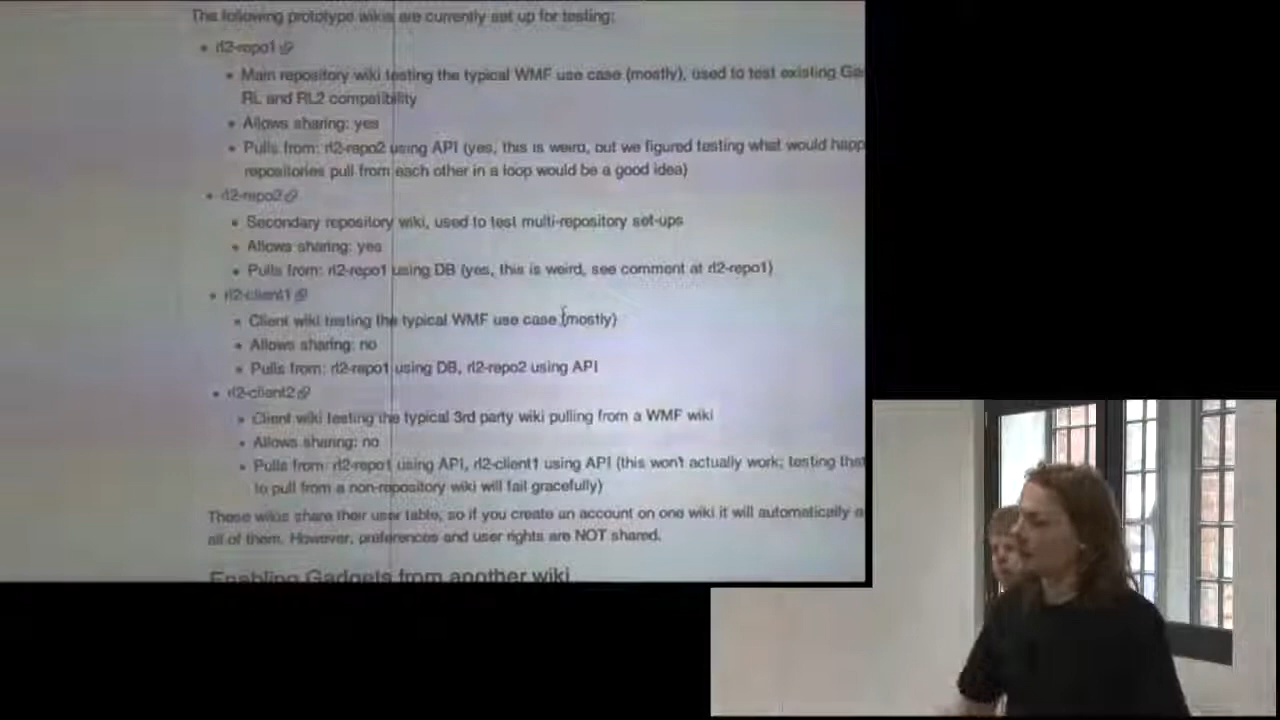 The following prototype wikis are currently set up for testing:
rl2-repo1
Main repository wiki testing the typical WMF use case (mostly), used to test existing
RL and RL2 compatibility
Allows sharing: yes
Pulls from: rl2-repo2 using API (yes, this is weird, but we figured testing what would
repositories pull from each other in a loop would be a good idea)
rl2-repo2
Secondary repository wiki, used to test multi-repository set-ups
Allows sharing: yes
Pulls from: rl2-repo1 using DB (yes, this is weird, see comment at rl2-repo1)
rl2-client1
Client wiki testing the typical WMF use case (mostly)
Allows sharing: no
Pulls from: rl2-repo1 using DB, rl2-repo2 using API
rl2-client2
Client wiki testing the typical 3rd party wiki pulling from a WMF wiki
Allows sharing: no
Pulls from: rl2-repo1 using API, rl2-client1 using API (this won't actually work; testing that
to pull from a non-repository wiki will fail gracefully)
These wikis share their user table, so if you create an account on one wiki it will automatically
all of them. However, preferences and user rights are NOT shared.
Enabling Gadgets from another wiki